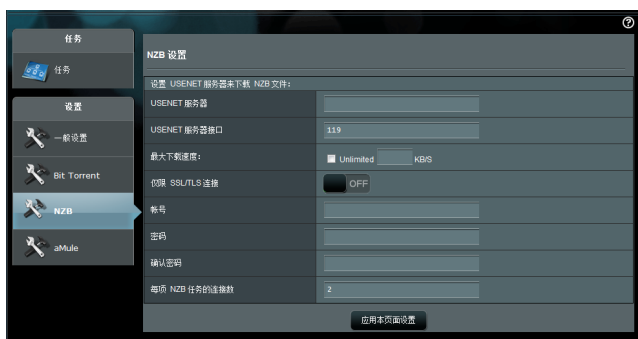 任务
任务
设置
一般设置
Bit Torrent
NZB
aMule
NZB 设置
设置 USENET 服务器来下载 NZB 文件:
USENET 服务器
USENET 服务器接口 119
最大下载速度: Unlimited KB/S
仅限 SSL/TLS 连接 OFF
帐号
密码
确认密码
每项 NZB 任务的连接数 2
应用本页面设置